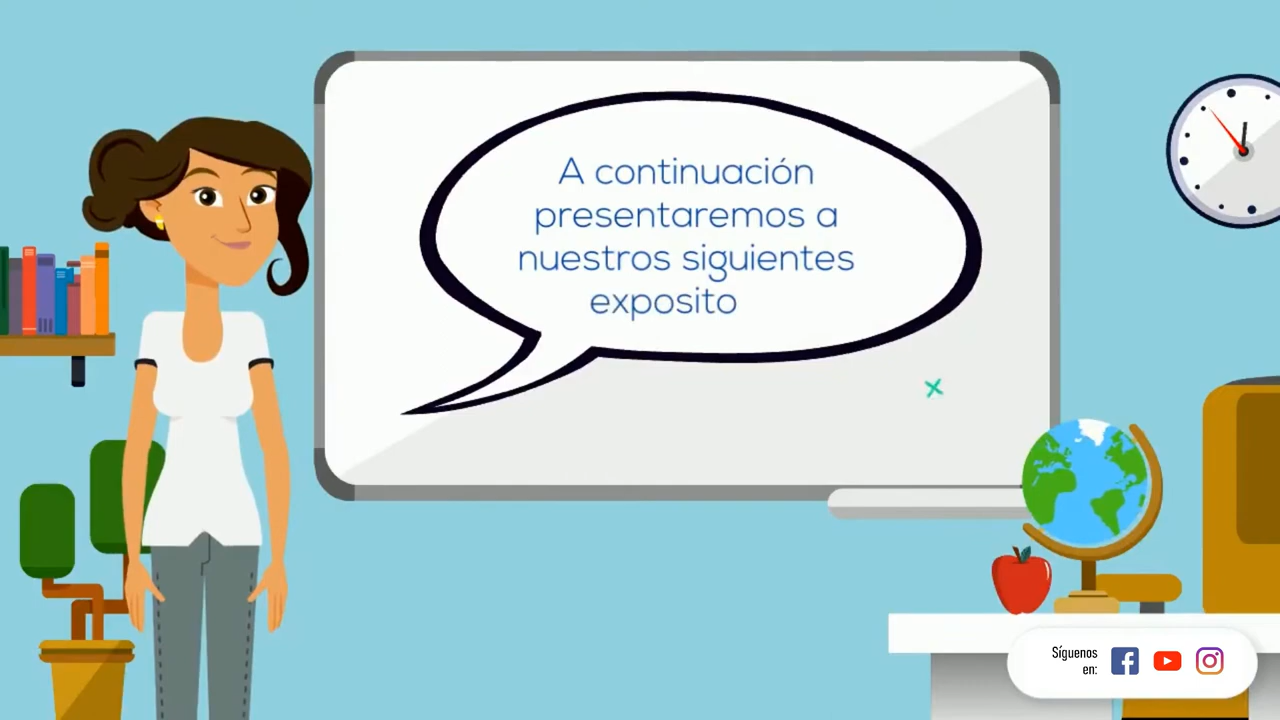 A continuación
presentaremos a
nuestros siguientes
exposito
Síguenos
en: